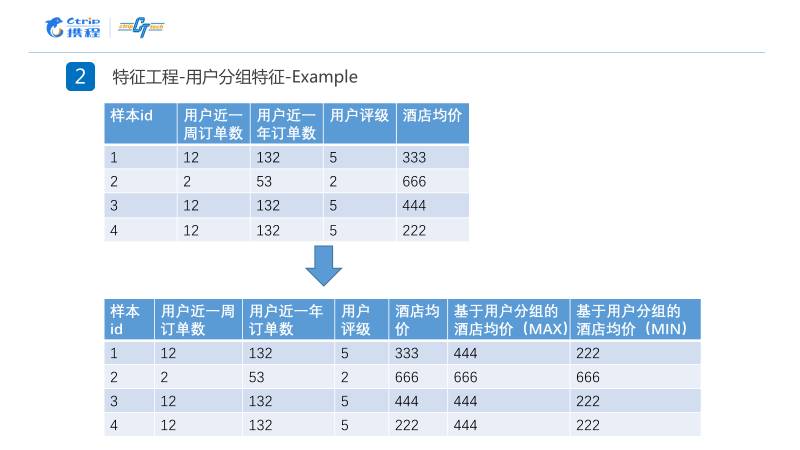 Ctrip
携程
ctrip CT tech
2 特征工程-用户分组特征-Example
样本id 用户近一周订单数 用户近一年订单数 用户评级 酒店均价
1 12 132 5 333
2 2 53 2 666
3 12 132 5 444
4 12 132 5 222
样本id 用户近一周订单数 用户近一年订单数 用户评级 酒店均价 基于用户分组的酒店均价（MAX） 基于用户分组的酒店均价（MIN）
1 12 132 5 333 444 222
2 2 53 2 666 666 666
3 12 132 5 444 444 222
4 12 132 5 222 444 222